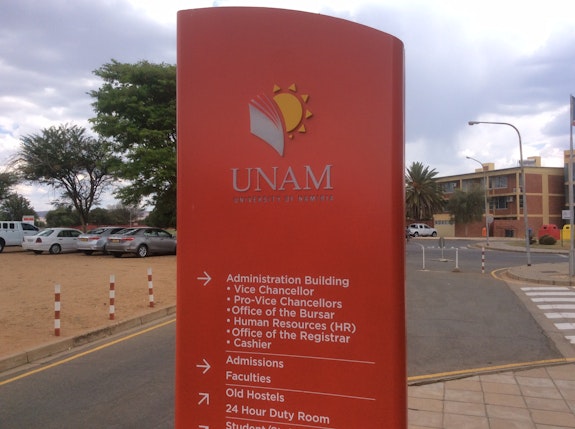 UNAM
UNIVERSITY OF NAMIBIA
→ Administration Building
• Vice Chancellor
• Pro-Vice Chancellors
• Office of the Bursar
• Human Resources (HR)
• Office of the Registrar
• Cashier
→ Admissions
Faculties
↗ Old Hostels
24 Hour Duty Room